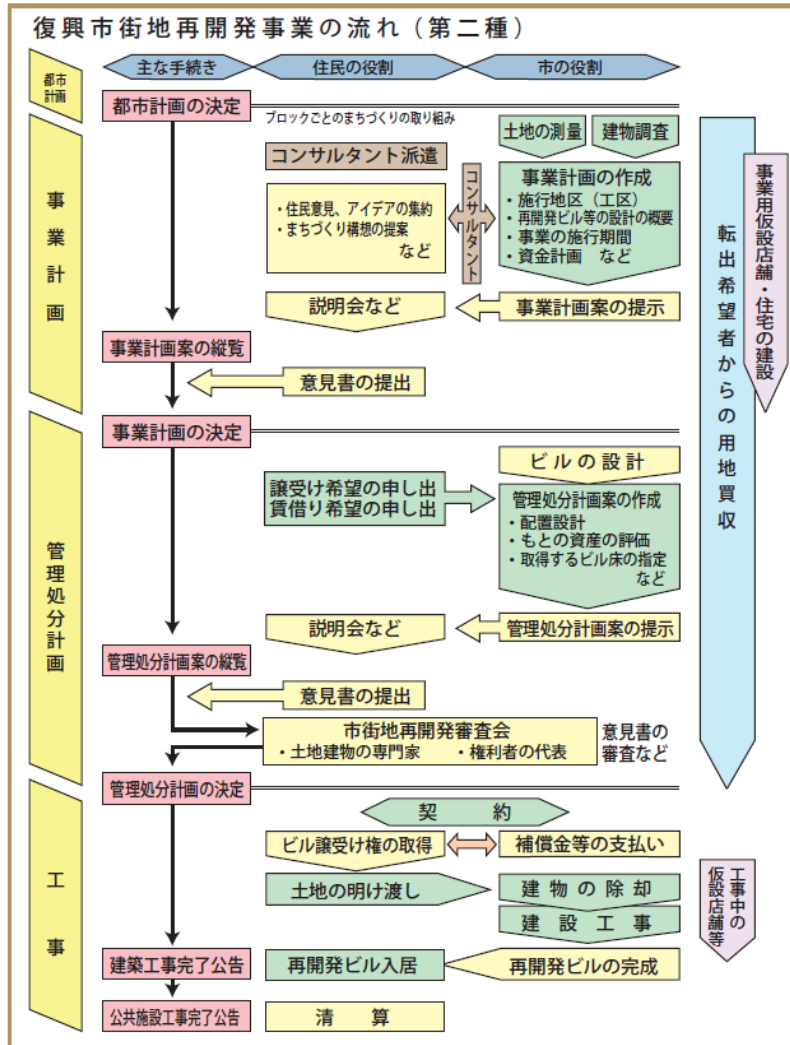 復興市街地再開発事業の流れ（第二種）
主な手続き
住民の役割
市の役割
都市
計画
都市計画の決定
ブロックごとのまちづくりの取り組み
土地の測量
建物調査
コンサルタント派遣
事業計画
コンサルタント
・住民意見、アイデアの集約
・まちづくり構想の提案
など
事業計画の作成
・施行地区（工区）
・再開発ビル等の設計の概要
・事業の施行期間
・資金計画 など
説明会など
事業計画案の提示
事業計画案の縦覧
意見書の提出
転出希望者からの用地買収
事業用仮設店舗・住宅の建設
事業計画の決定
管理処分計画
ビルの設計
譲受け希望の申し出
賃借り希望の申し出
管理処分計画案の作成
・配置設計
・もとの資産の評価
・取得するビル床の指定
など
説明会など
管理処分計画案の提示
管理処分計画案の縦覧
意見書の提出
市街地再開発審査会
・土地建物の専門家 ・権利者の代表
意見書の
審査など
管理処分計画の決定
工事
契約
ビル譲受け権の取得
補償金等の支払い
土地の明け渡し
建物の除却
建設工事
工事中の
仮設店舗等
建築工事完了公告
再開発ビル入居
再開発ビルの完成
公共施設工事完了公告
清算